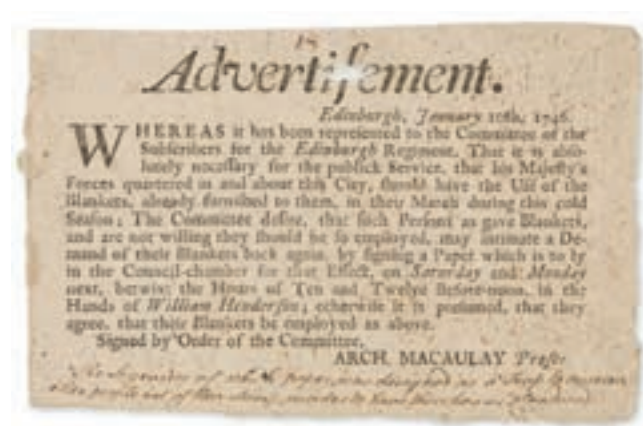 Advertisement.
Edinburgh, January 10th, 1746.
WHEREAS it has been represented to the Committee of the
Subscribers for the Edinburgh Regiment, That it is abso-
lutely necessary for the publick Service, that his Majesty's
Forces quartered in and about this City, should have the Use of the
Blankets, already furnished to them, in their March during this cold
Season; The Committee desire, that such Persons as gave Blankets,
and are not willing they should be so employed, may intimate a De-
mand of their Blankets back again, by signing a Paper which is to ly
in the Council-chamber for that Effect, on Saturday and Monday
next, betwixt the Hours of Ten and Twelve Before-noon, in the
Hands of William Henderson; otherwise it is presumed, that they
agree, that their Blankets be employed as above.
Signed by Order of the Committee,
ARCH. MACAULAY Preses
of which paper was designed as a